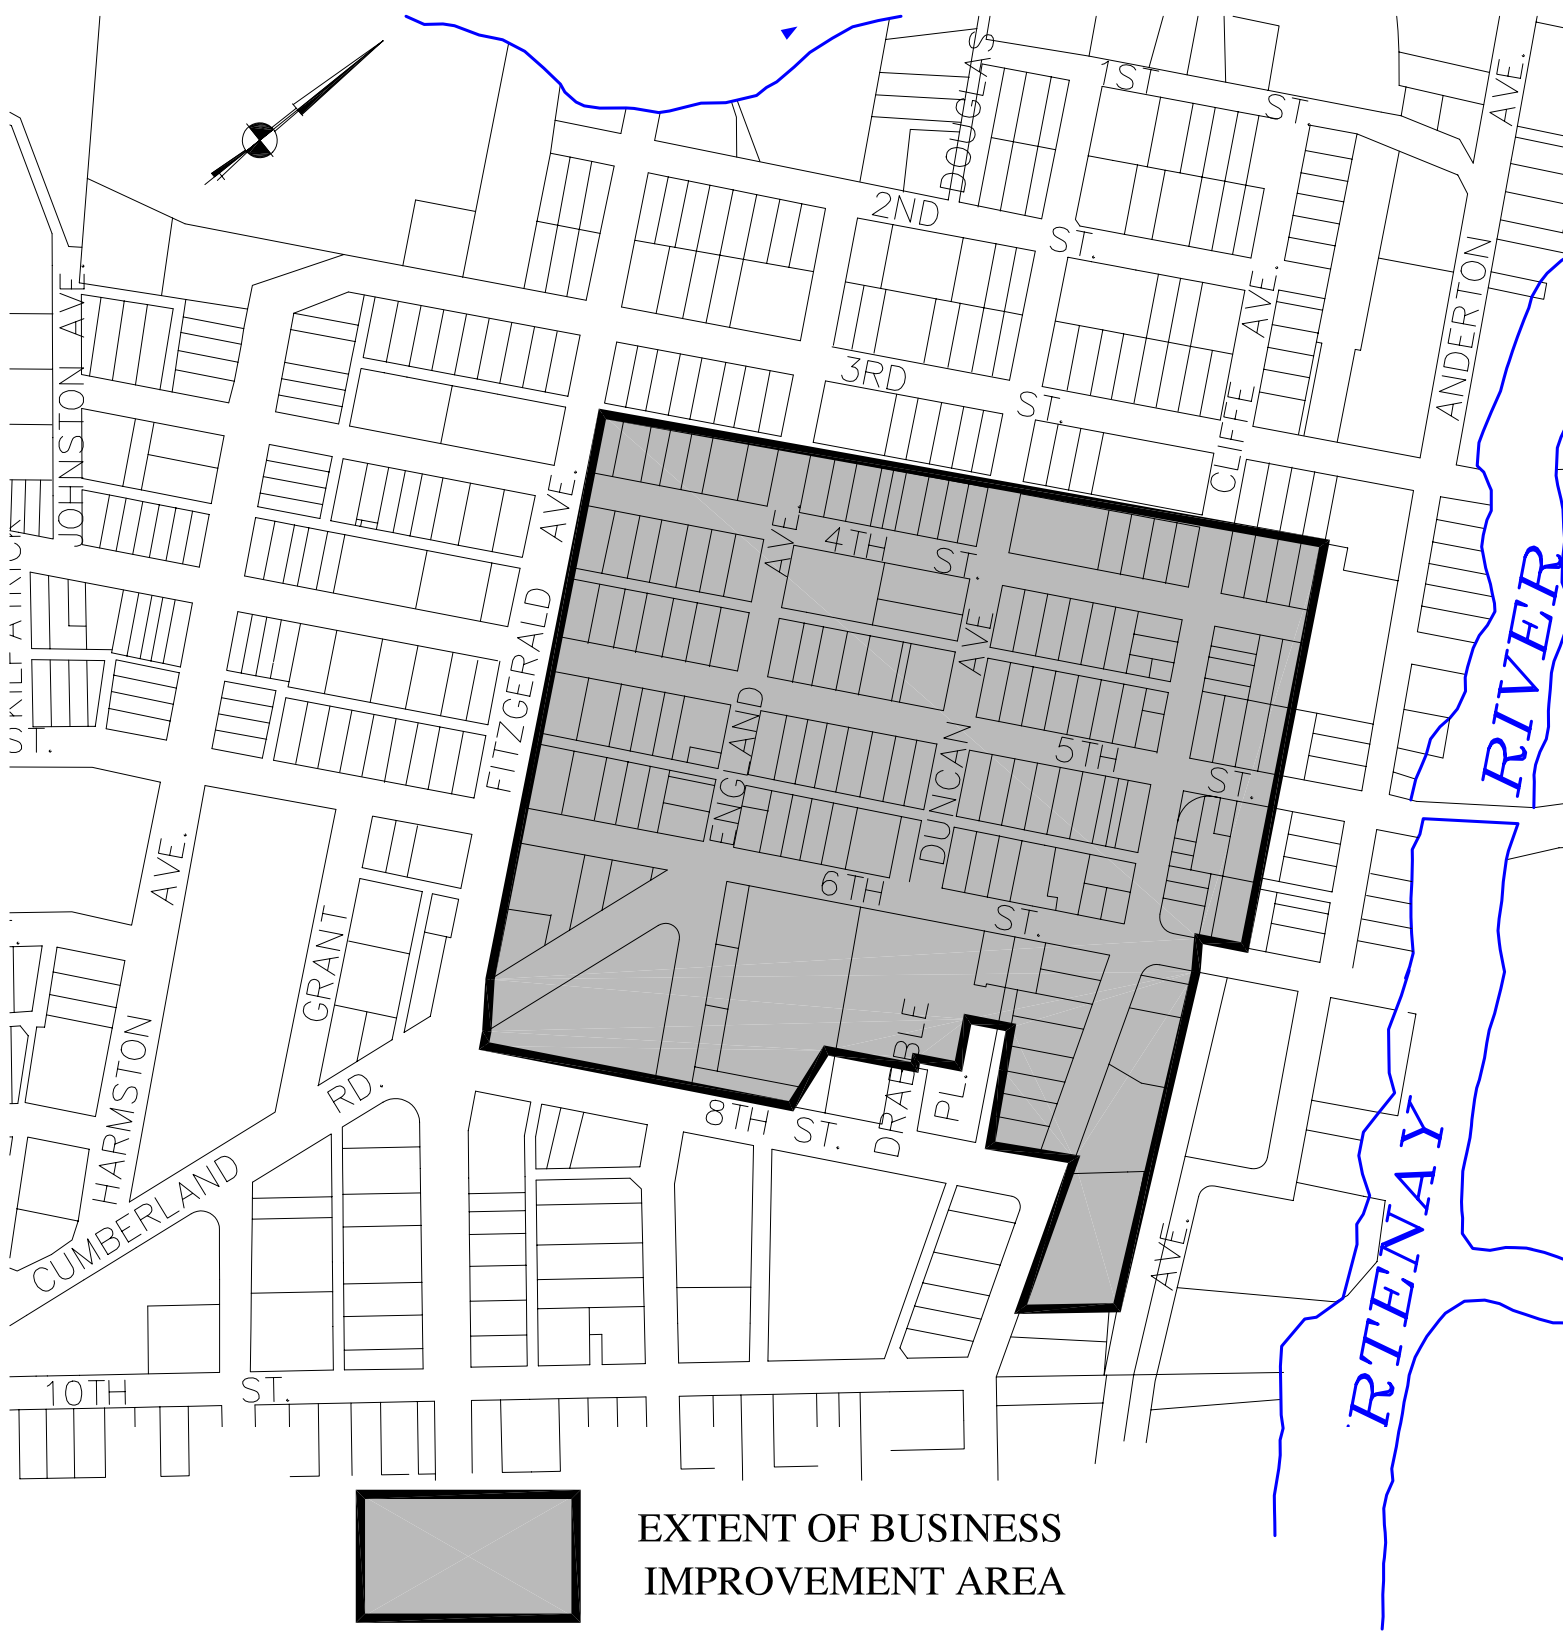 DOUGLAS
1ST
ST.
AVE.
2ND
ST.
JOHNSTON AVE.
CLIFFE AVE.
ANDERTON
3RD
ST.
FITZGERALD AVE.
4TH ST.
ENGLAND AVE.
DUNCAN AVE.
5TH
ST.
RIVER
ST.
HARMSTON AVE.
GRANT
6TH
ST.
DRAEBLE
PL.
8TH ST.
CUMBERLAND RD.
AVE.
RTENAY
10TH ST.
EXTENT OF BUSINESS
IMPROVEMENT AREA